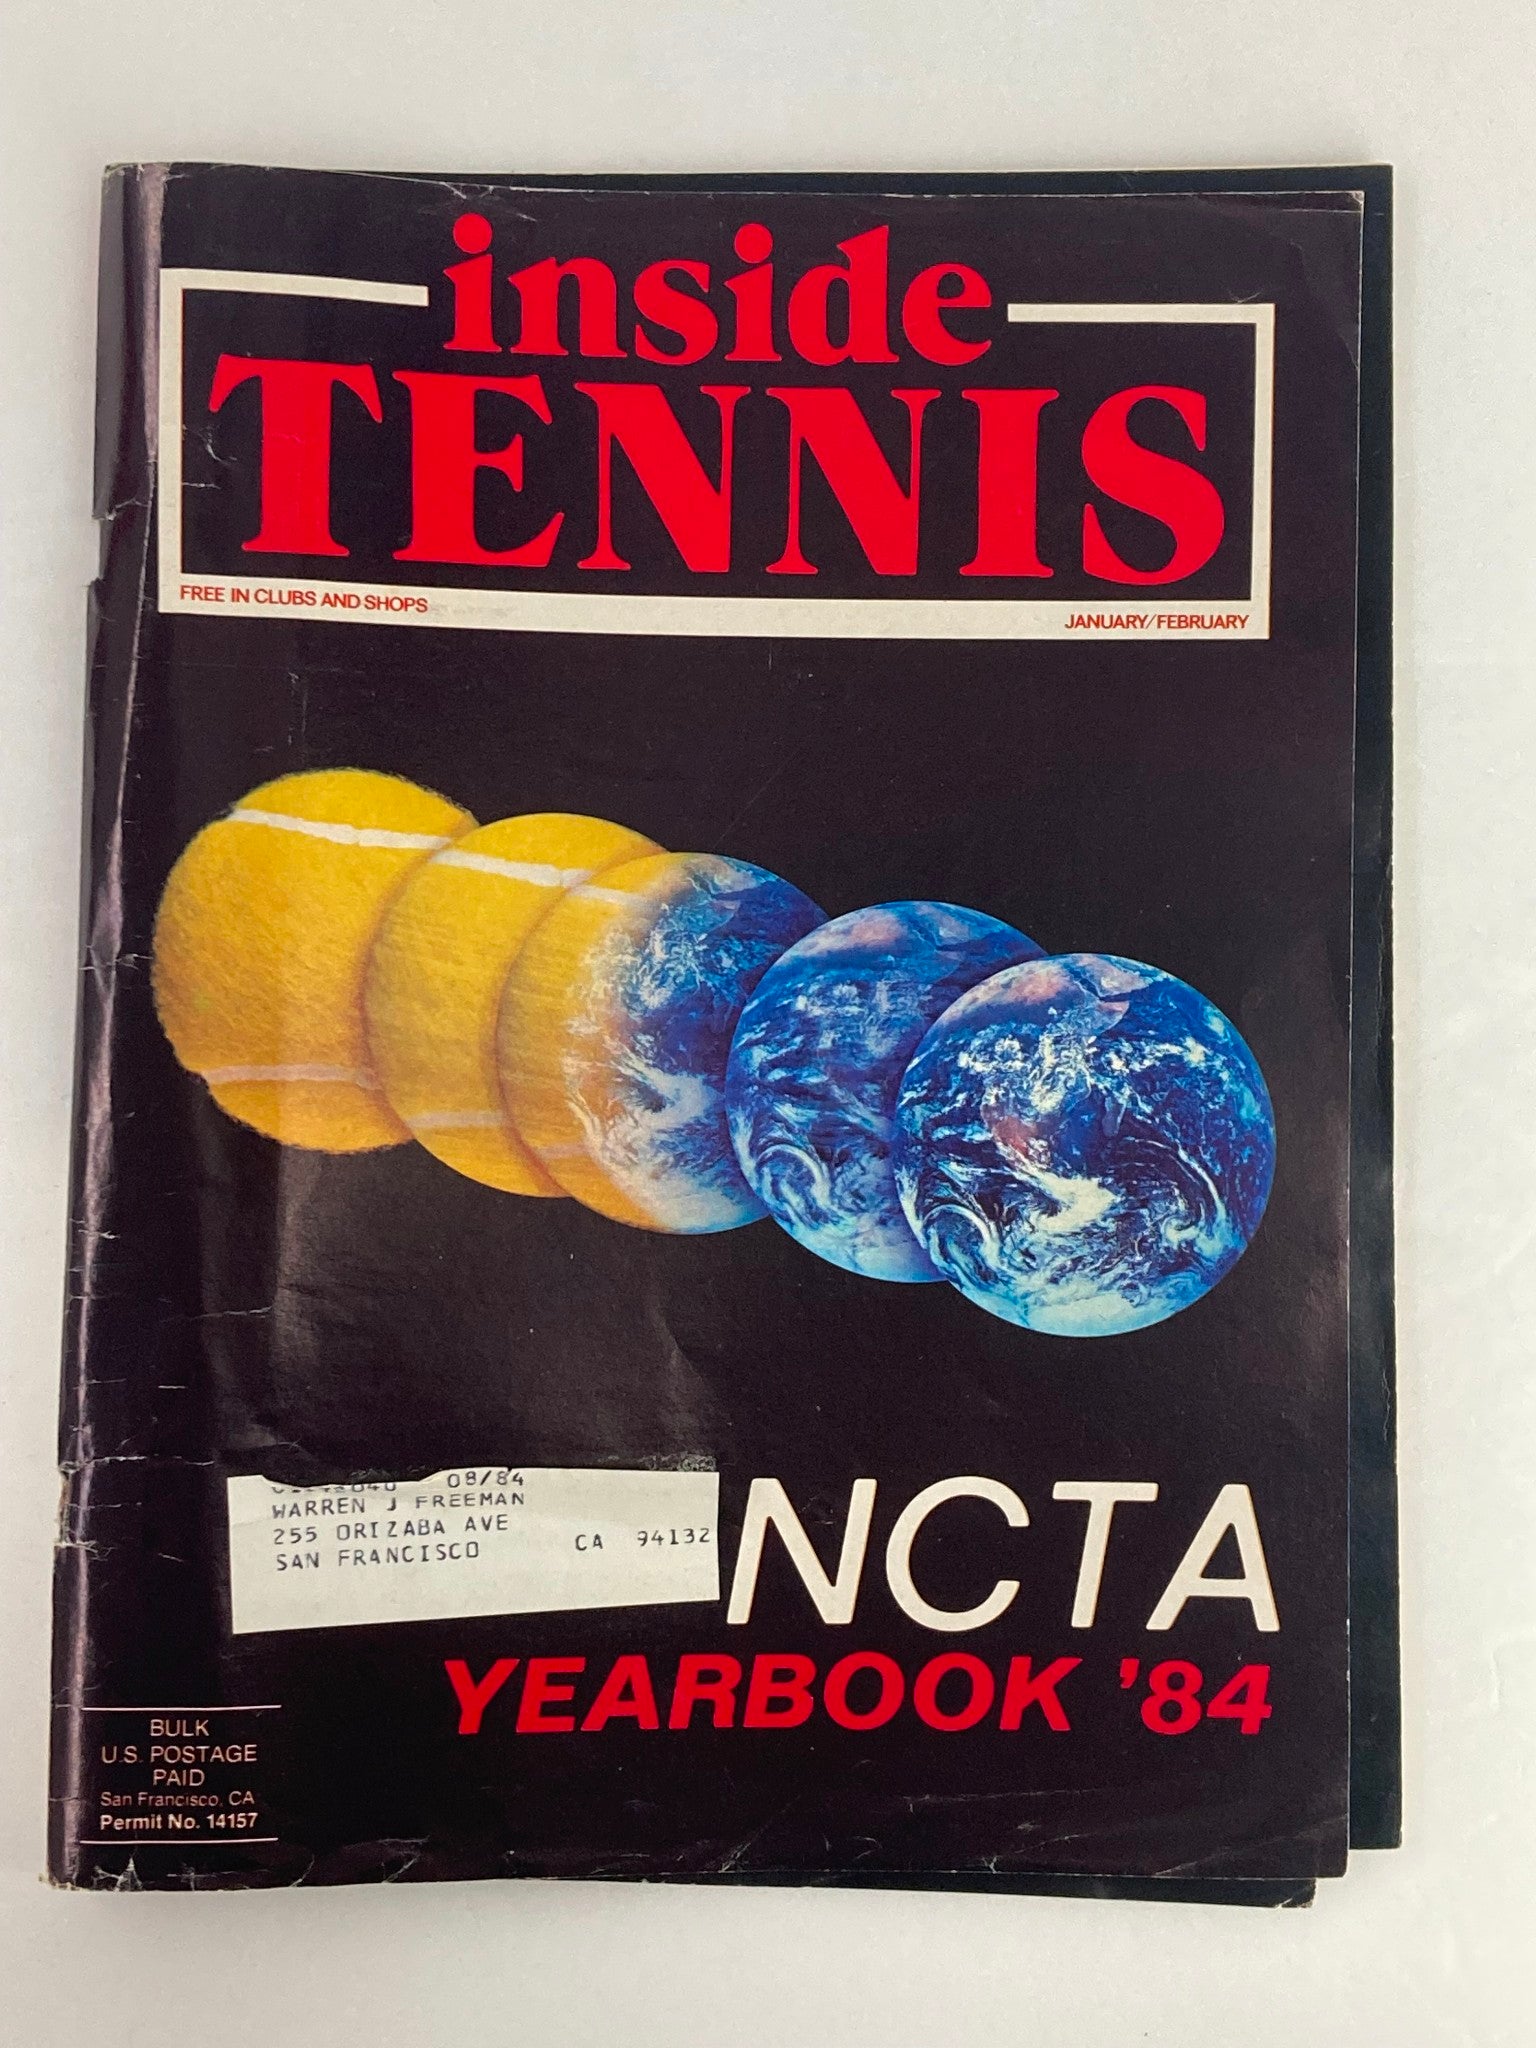 inside
TENNIS
FREE IN CLUBS AND SHOPS
JANUARY/FEBRUARY
08/84
WARREN J FREEMAN
255 ORIZABA AVE
SAN FRANCISCO CA 94132
NCTA
YEARBOOK '84
BULK
U.S. POSTAGE
PAID
San Francisco, CA
Permit No. 14157